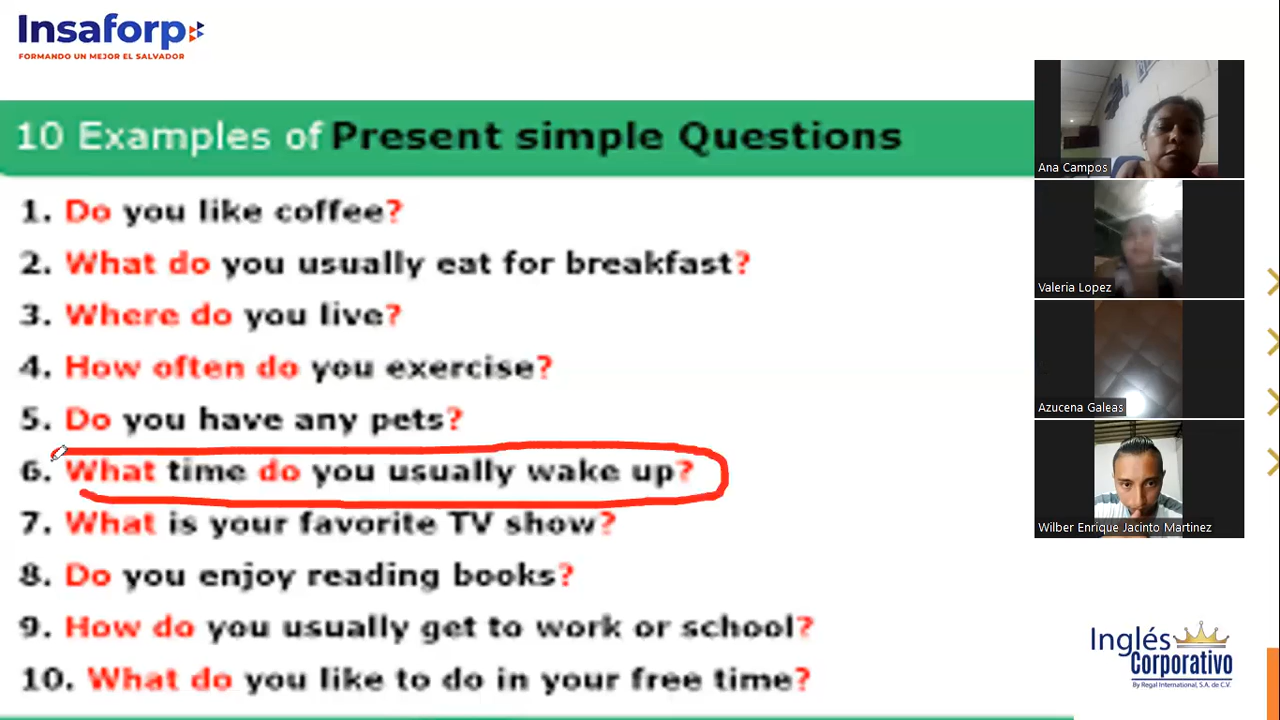 Insaforp
FORMANDO UN MEJOR EL SALVADOR
10 Examples of Present simple Questions
1. Do you like coffee?
2. What do you usually eat for breakfast?
3. Where do you live?
4. How often do you exercise?
5. Do you have any pets?
6. What time do you usually wake up?
7. What is your favorite TV show?
8. Do you enjoy reading books?
9. How do you usually get to work or school?
10. What do you like to do in your free time?
Ana Campos
Valeria Lopez
Azucena Galeas
Wilber Enrique Jacinto Martinez
Inglés
Corporativo
By Regal International, S.A. de C.V.